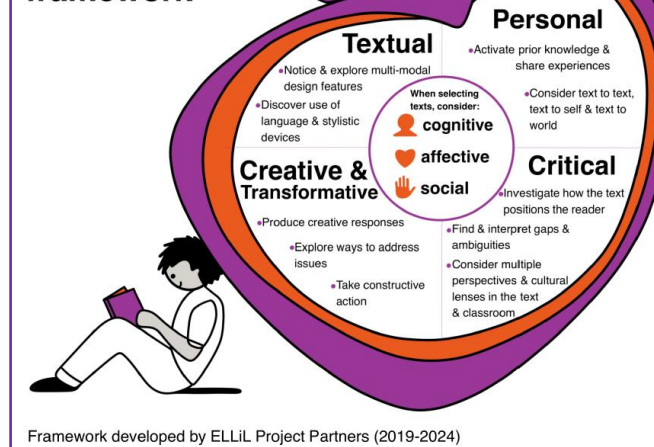 framework
Textual
•Notice & explore multi-modal
design features
•Discover use of
language & stylistic
devices
Personal
•Activate prior knowledge &
share experiences
•Consider text to text,
text to self & text to
world
When selecting
texts, consider:
cognitive
affective
social
Creative &
Transformative
•Produce creative responses
•Explore ways to address
issues
•Take constructive
action
Critical
•Investigate how the text
positions the reader
•Find & interpret gaps &
ambiguities
•Consider multiple
perspectives & cultural
lenses in the text
& classroom
Framework developed by ELLiL Project Partners (2019-2024)